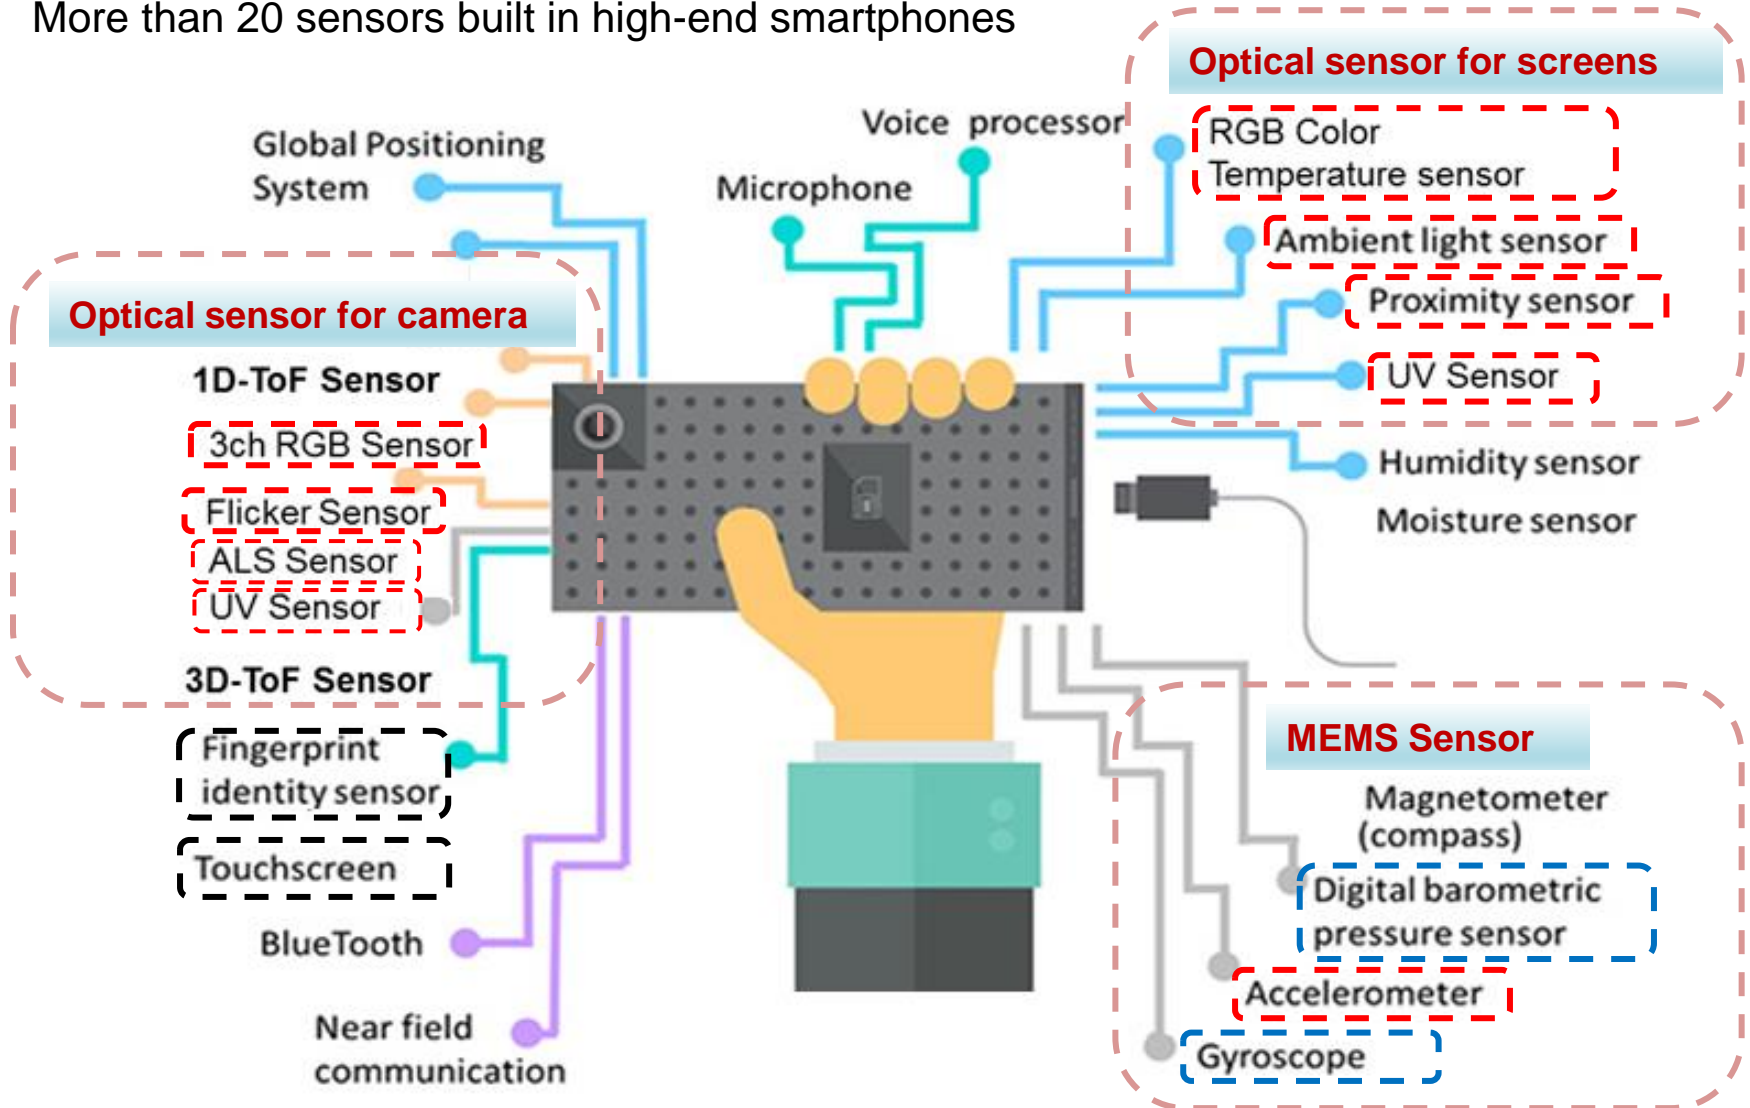 More than 20 sensors built in high-end smartphones
Optical sensor for screens
RGB Color
Temperature sensor
Ambient light sensor
Proximity sensor
UV Sensor
Humidity sensor
Moisture sensor
Voice processor
Microphone
Global Positioning
System
Optical sensor for camera
1D-ToF Sensor
3ch RGB Sensor
Flicker Sensor
ALS Sensor
UV Sensor
3D-ToF Sensor
Fingerprint
identity sensor
Touchscreen
BlueTooth
Near field
communication
MEMS Sensor
Magnetometer
(compass)
Digital barometric
pressure sensor
Accelerometer
Gyroscope